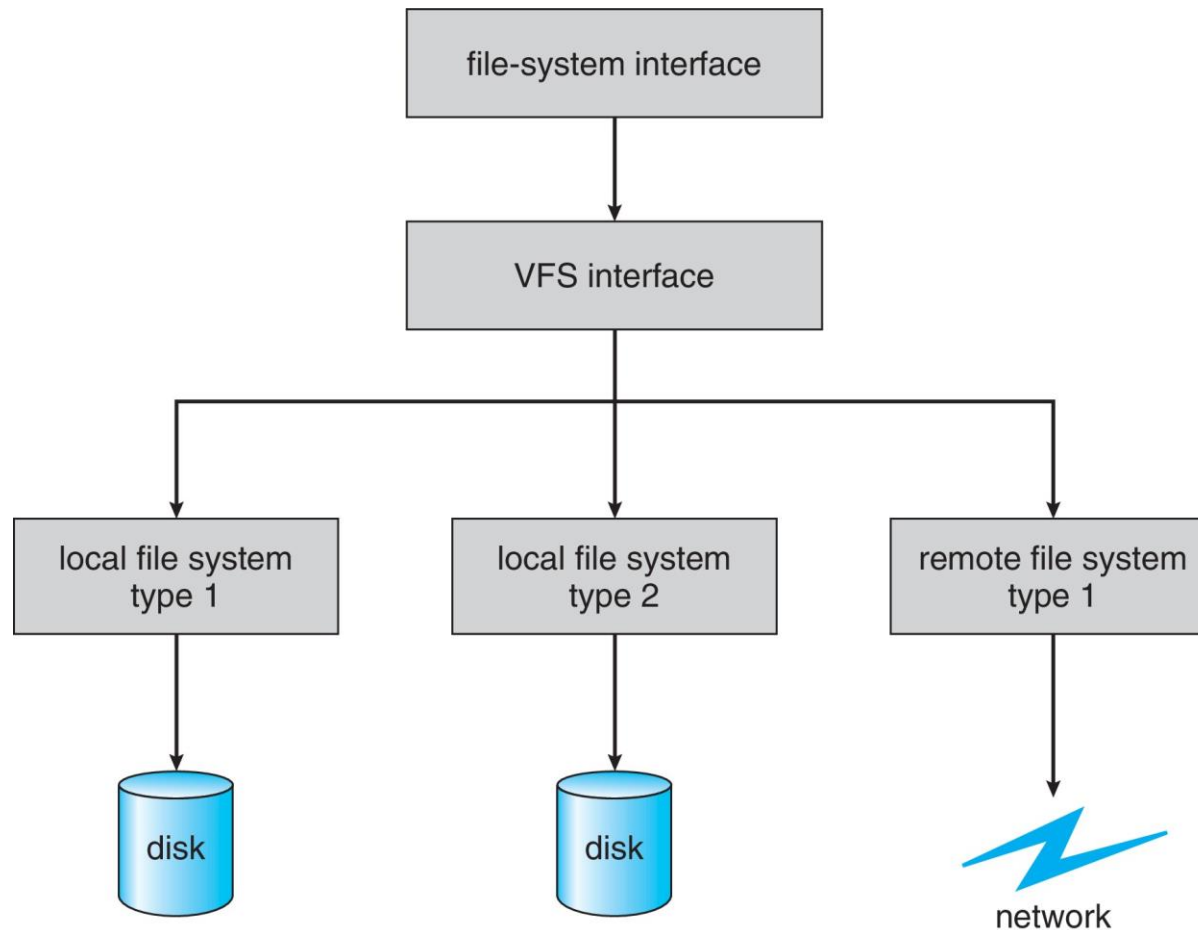 file-system interface
VFS interface
local file system
type 1
local file system
type 2
remote file system
type 1
disk
disk
network